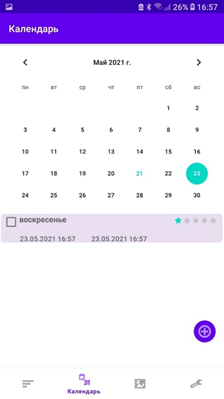 26% 16:57
Календарь
Май 2021 г.
пн вт ср чт пт сб вс
1 2
3 4 5 6 7 8 9
10 11 12 13 14 15 16
17 18 19 20 21 22 23
24 25 26 27 28 29 30
воскресенье
23.05.2021 16:57 23.05.2021 16:57
31
Календарь